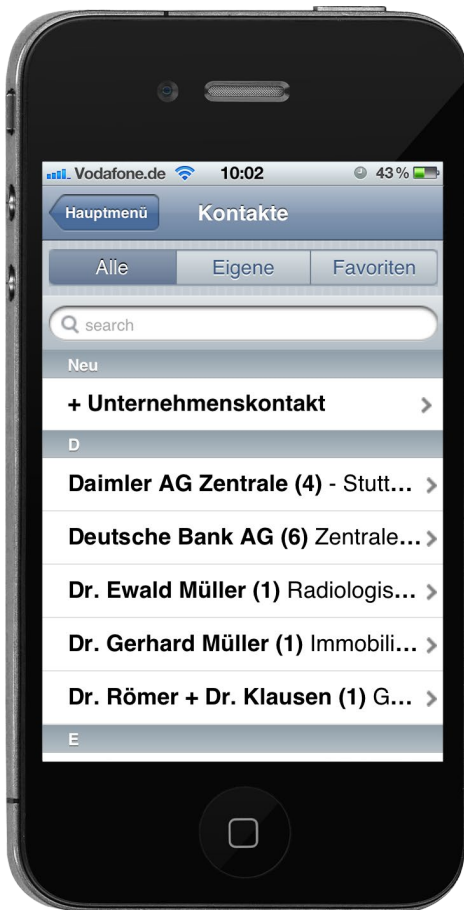 Vodafone.de 10:02 43 %
Hauptmenü Kontakte
Alle Eigene Favoriten
search
Neu
+ Unternehmenskontakt
D
Daimler AG Zentrale (4) - Stutt...
Deutsche Bank AG (6) Zentrale...
Dr. Ewald Müller (1) Radiologis...
Dr. Gerhard Müller (1) Immobili...
Dr. Römer + Dr. Klausen (1) G...
E